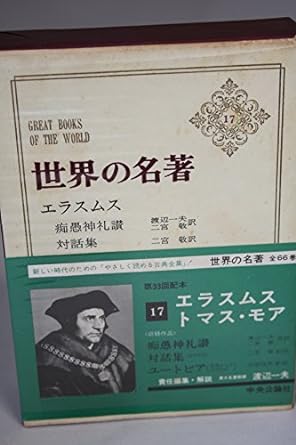 17
GREAT BOOKS
OF THE WORLD
世界の名著
エラスムス
痴愚神礼讃
渡辺一夫
二宮 敬 訳
対話集
二宮 敬 訳
新しい時代のための「やさしく読める古典全集」!
世界の名著 全66巻
第33回配本
17
エラスムス
トマス・モア
痴愚神礼讃
対話集
ユートピア
責任編集・解説
渡辺一夫
中央公論社